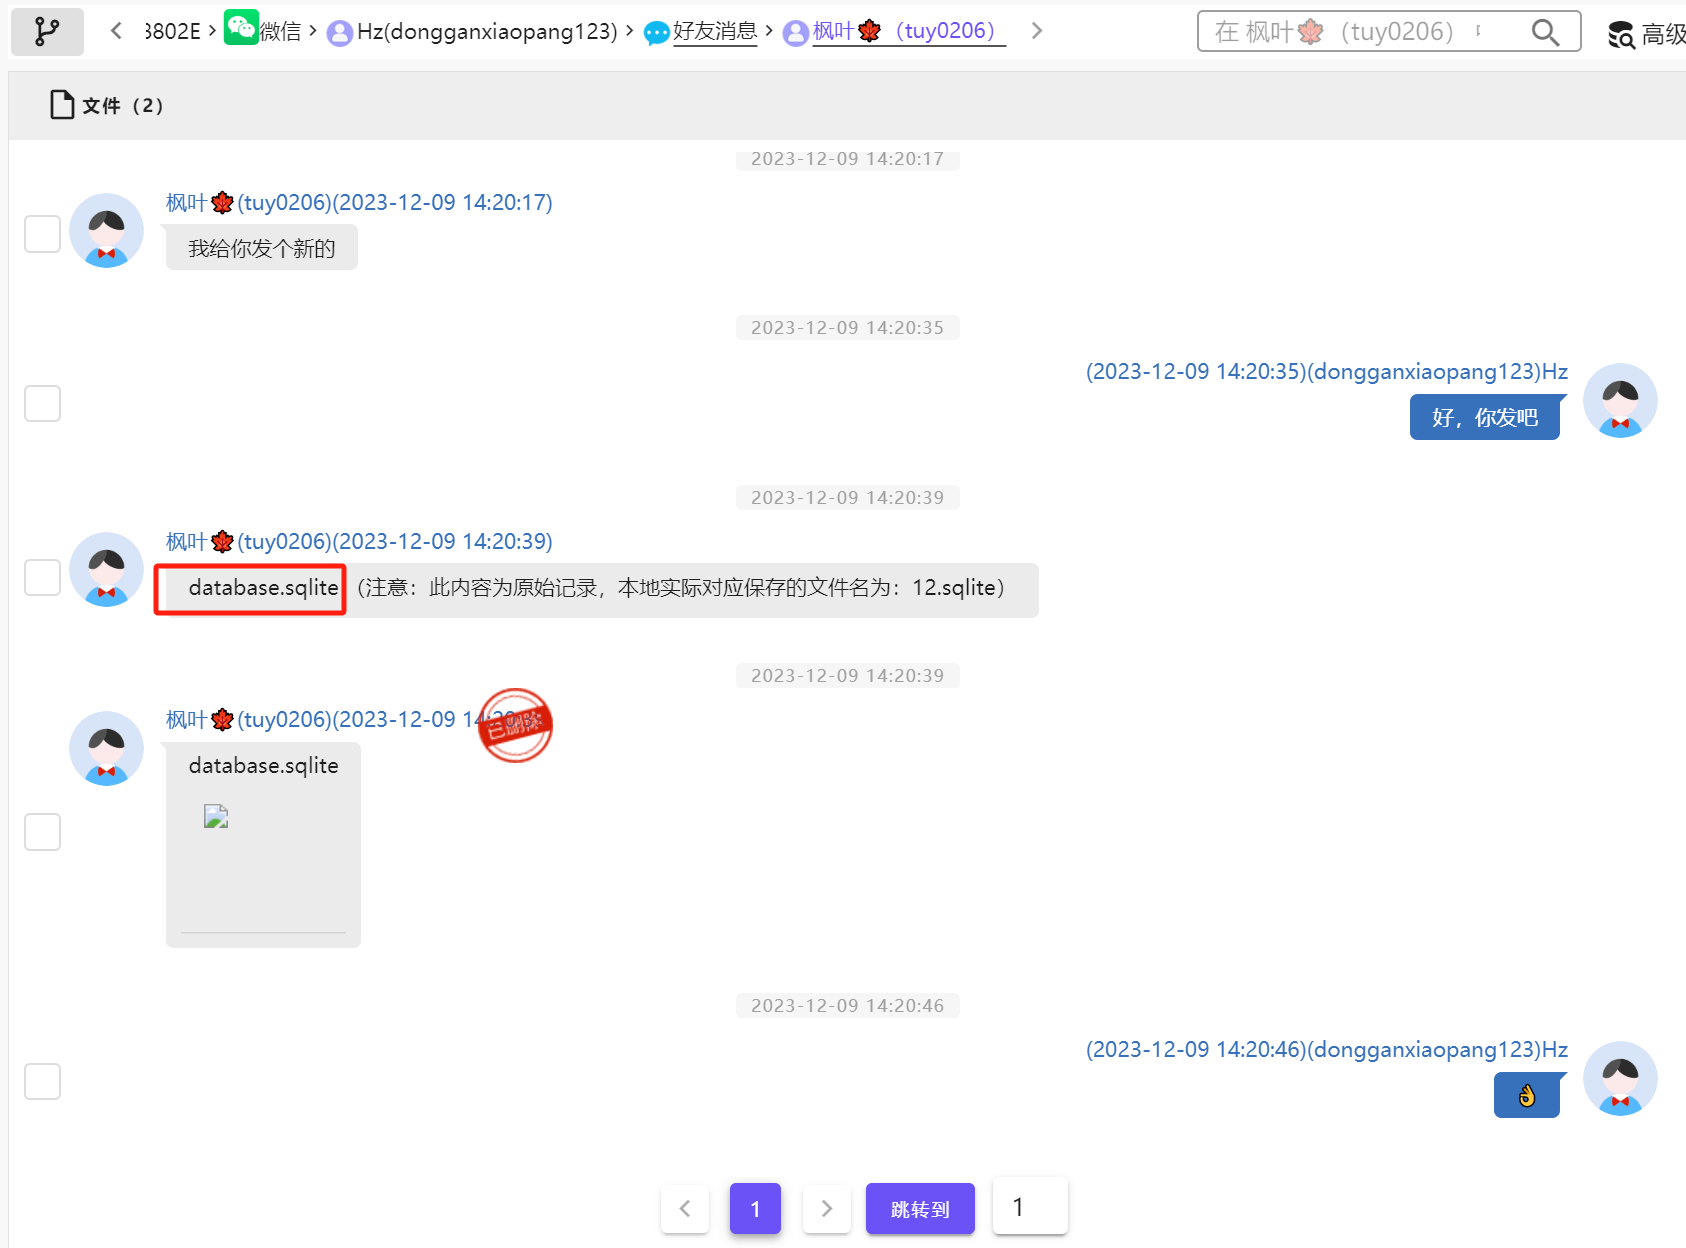 3802E > 微信 > Hz(dongganxiaopang123) > 好友消息 > 枫叶🍁（tuy0206）
在 枫叶🍁（tuy0206）
高级
文件（2）
2023-12-09 14:20:17
枫叶🍁(tuy0206)(2023-12-09 14:20:17)
我给你发个新的
2023-12-09 14:20:35
(2023-12-09 14:20:35)(dongganxiaopang123)Hz
好，你发吧
2023-12-09 14:20:39
枫叶🍁(tuy0206)(2023-12-09 14:20:39)
database.sqlite（注意：此内容为原始记录，本地实际对应保存的文件名为：12.sqlite）
2023-12-09 14:20:39
枫叶🍁(tuy0206)(2023-12-09 14:20
已删除
database.sqlite
2023-12-09 14:20:46
(2023-12-09 14:20:46)(dongganxiaopang123)Hz
👌
1 跳转到 1